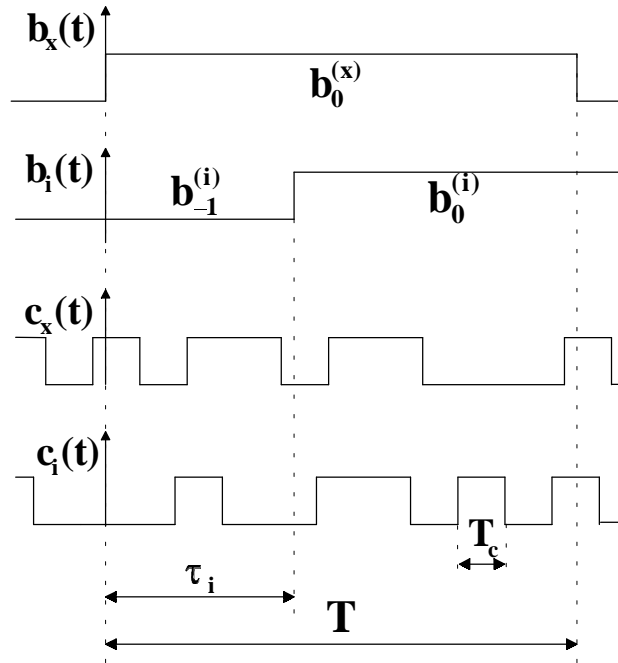 b_x(t)
b_0^(x)
b_i(t)
b_{-1}^(i)
b_0^(i)
c_x(t)
c_i(t)
T_c
τ_i
T